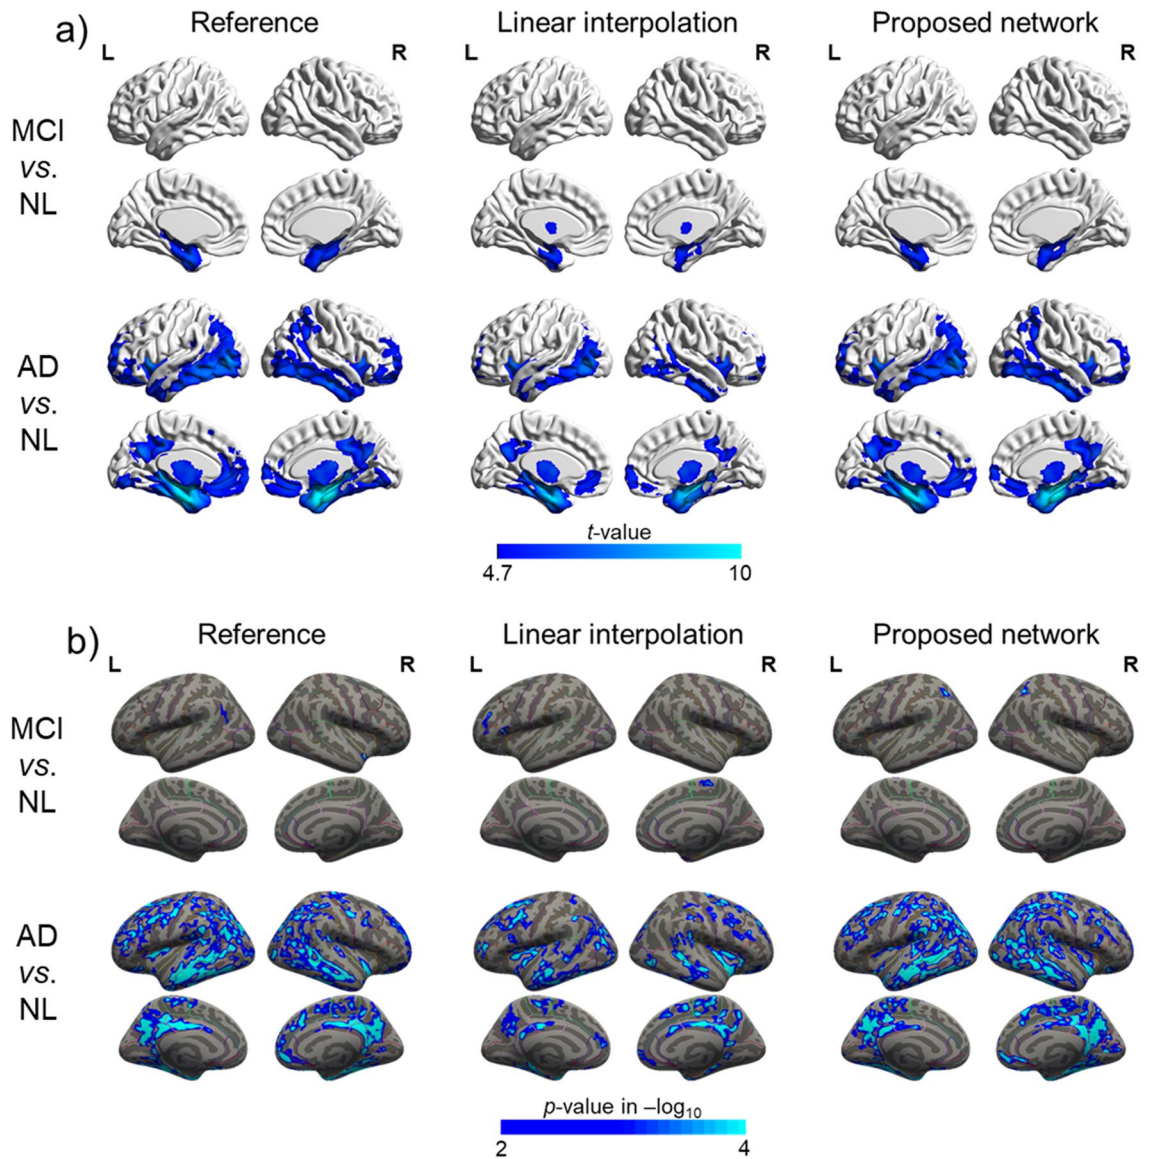 a)
Reference Linear interpolation Proposed network
L R L R L R
MCI
vs.
NL
AD
vs.
NL
t-value
4.7 10
b)
Reference Linear interpolation Proposed network
L R L R L R
MCI
vs.
NL
AD
vs.
NL
p-value in –log10
2 4